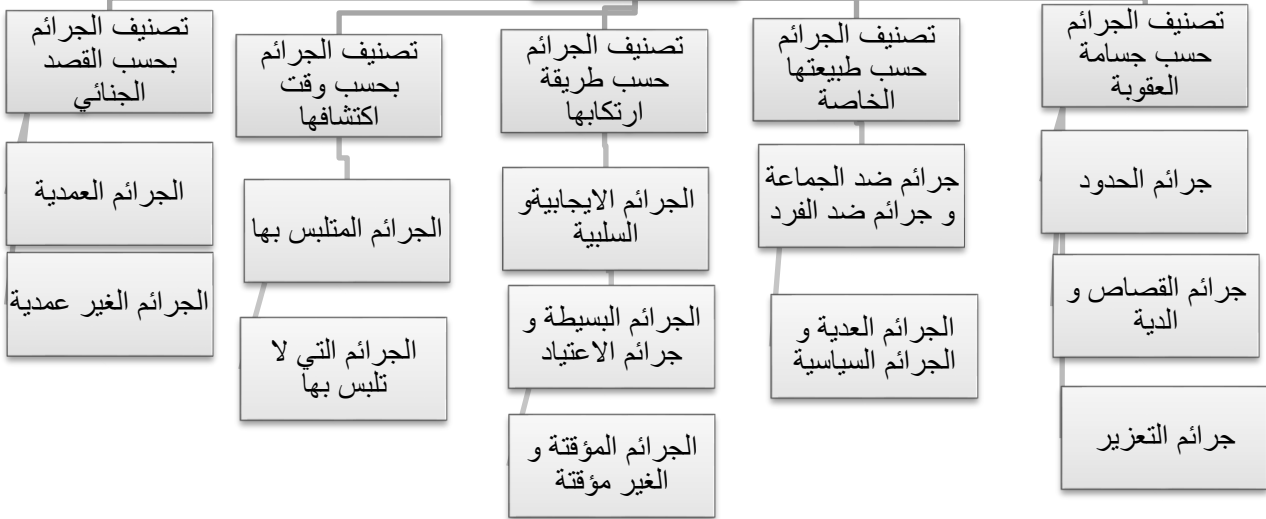 تصنيف الجرائم
حسب جسامة
العقوبة
جرائم الحدود
جرائم القصاص و
الدية
جرائم التعزير
تصنيف الجرائم
حسب طبيعتها
الخاصة
جرائم ضد الجماعة
و جرائم ضد الفرد
الجرائم العدية و
الجرائم السياسية
تصنيف الجرائم
حسب طريقة
ارتكابها
الجرائم الايجابيةو
السلبية
الجرائم البسيطة و
جرائم الاعتياد
الجرائم المؤقتة و
الغير مؤقتة
تصنيف الجرائم
بحسب وقت
اكتشافها
الجرائم المتلبس بها
الجرائم التي لا
تلبس بها
تصنيف الجرائم
بحسب القصد
الجنائي
الجرائم العمدية
الجرائم الغير عمدية